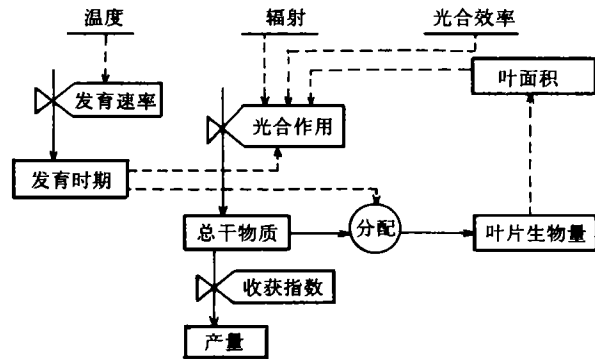 温度
辐射
光合效率
叶面积
发育速率
光合作用
发育时期
总干物质
分配
叶片生物量
收获指数
产量